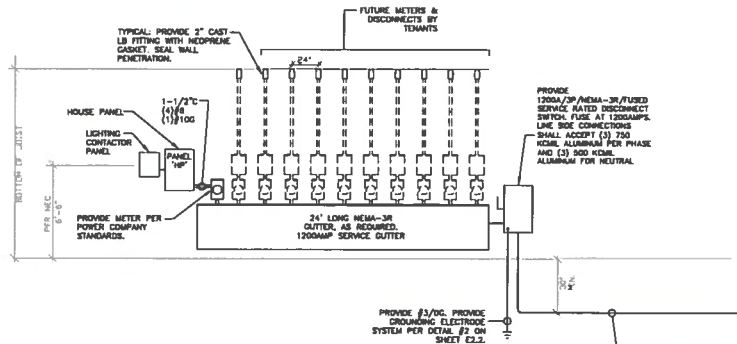 FUTURE METERS &
DISCONNECTS BY
TENANTS
TYPICAL: PROVIDE 2" CAST
LB FITTING WITH NEOPRENE
GASKET. SEAL WALL
PENETRATION.
24"
1-1/2"C
(4)#8
(1)#10G
HOUSE PANEL
LIGHTING
CONTACTOR
PANEL
PANEL
"HP"
PROVIDE
1200A/3P/NEMA-3R/FUSED
SERVICE RATED DISCONNECT
SWITCH. FUSE AT 1200AMPS.
LINE SIDE CONNECTIONS
SHALL ACCEPT (3) 750
KCMIL ALUMINUM PER PHASE
AND (3) 500 KCMIL
ALUMINUM FOR NEUTRAL
BOTTOM OF JOIST
PER NEC
6'-6"
PROVIDE METER PER
POWER COMPANY
STANDARDS.
24' LONG NEMA-3R
GUTTER, AS REQUIRED.
1200AMP SERVICE GUTTER
30"
MIN.
PROVIDE #3/0G. PROVIDE
GROUNDING ELECTRODE
SYSTEM PER DETAIL #2 ON
SHEET E2.2.